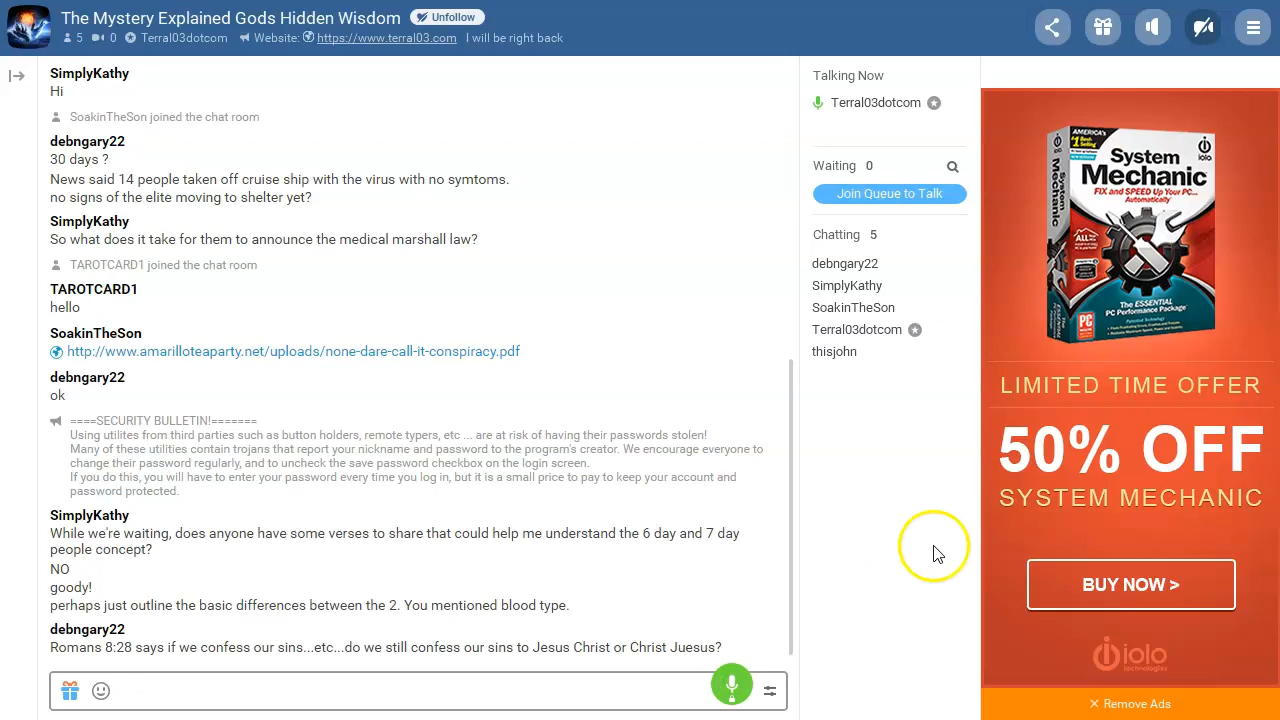 The Mystery Explained Gods Hidden Wisdom
Unfollow
5
0
Terral03dotcom
Website:
https://www.terral03.com
I will be right back
SimplyKathy
Hi
SoakinTheSon joined the chat room
debngary22
30 days ?
News said 14 people taken off cruise ship with the virus with no symtoms.
no signs of the elite moving to shelter yet?
SimplyKathy
So what does it take for them to announce the medical marshall law?
TAROTCARD1 joined the chat room
TAROTCARD1
hello
SoakinTheSon
http://www.amarilloteaparty.net/uploads/none-dare-call-it-conspiracy.pdf
debngary22
ok
====SECURITY BULLETIN!=======
Using utilites from third parties such as button holders, remote typers, etc ... are at risk of having their passwords stolen!
Many of these utilities contain trojans that report your nickname and password to the program's creator. We encourage everyone to
change their password regularly, and to uncheck the save password checkbox on the login screen.
If you do this, you will have to enter your password every time you log in, but it is a small price to pay to keep your account and
password protected.
SimplyKathy
While we're waiting, does anyone have some verses to share that could help me understand the 6 day and 7 day
people concept?
NO
goody!
perhaps just outline the basic differences between the 2. You mentioned blood type.
debngary22
Romans 8:28 says if we confess our sins...etc...do we still confess our sins to Jesus Christ or Christ Juesus?
Talking Now
Terral03dotcom
Waiting 0
Join Queue to Talk
Chatting 5
debngary22
SimplyKathy
SoakinTheSon
Terral03dotcom
thisjohn
AMERICA'S
#1 Best-
Selling
iolo
System
Mechanic
FIX and SPEED Up Your PC...
Automatically
System Mechanic
The ESSENTIAL
PC Performance Package
LIMITED TIME OFFER
50% OFF
SYSTEM MECHANIC
BUY NOW >
iolo
technologies
Remove Ads